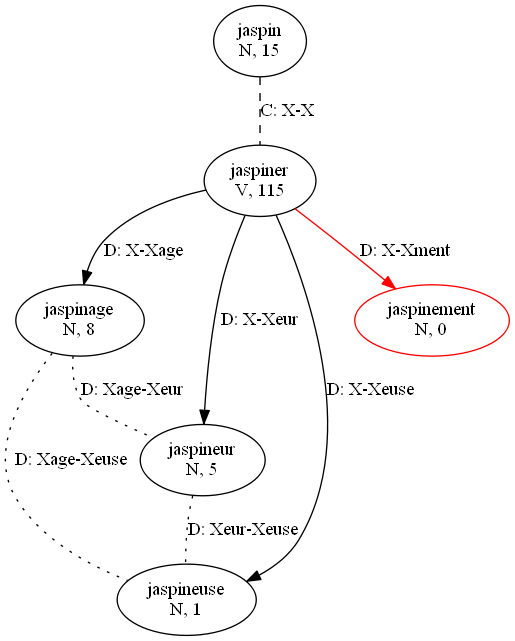 jaspin
N, 15
C: X-X
jaspiner
V, 115
D: X-Xage
D: X-Xment
jaspinage
N, 8
D: X-Xeur
jaspinement
N, 0
D: Xage-Xeur
D: X-Xeuse
jaspineur
N, 5
D: Xage-Xeuse
D: Xeur-Xeuse
jaspineuse
N, 1